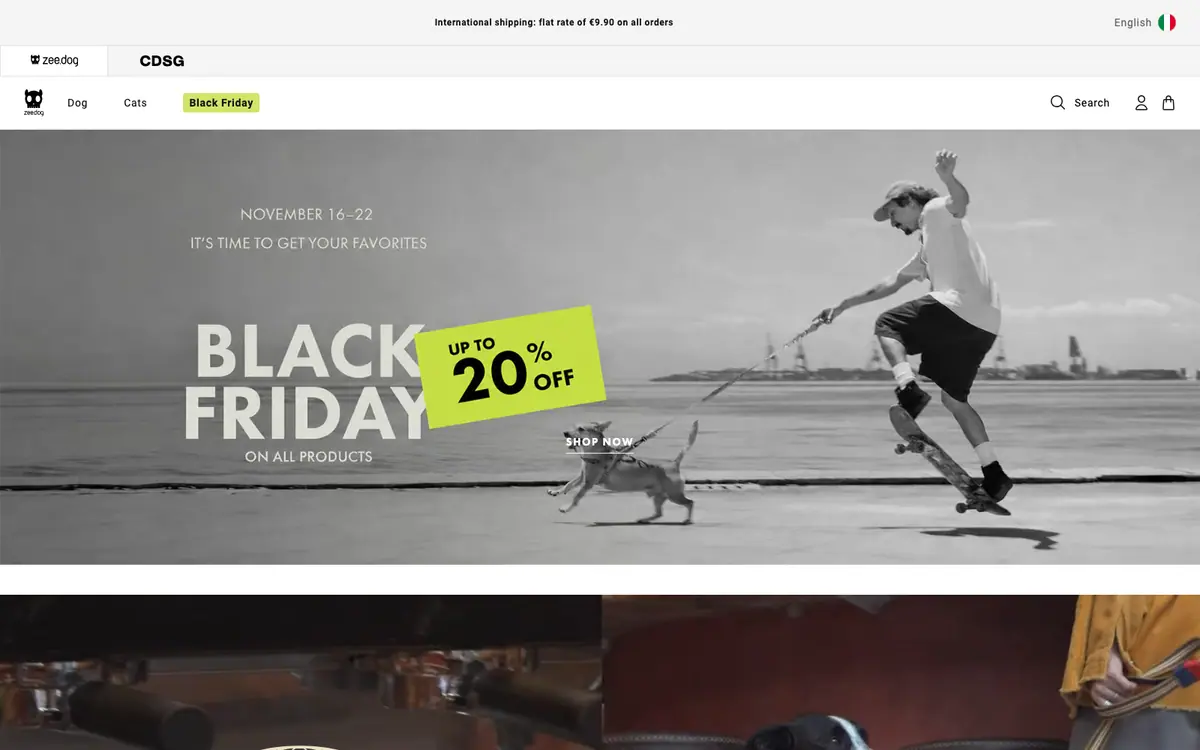 International shipping: flat rate of €9.90 on all orders
English
zee.dog
CDSG
zeedog
Dog
Cats
Black Friday
Search
NOVEMBER 16–22
IT'S TIME TO GET YOUR FAVORITES
BLACK
FRIDAY
ON ALL PRODUCTS
UP TO
20%
OFF
SHOP NOW